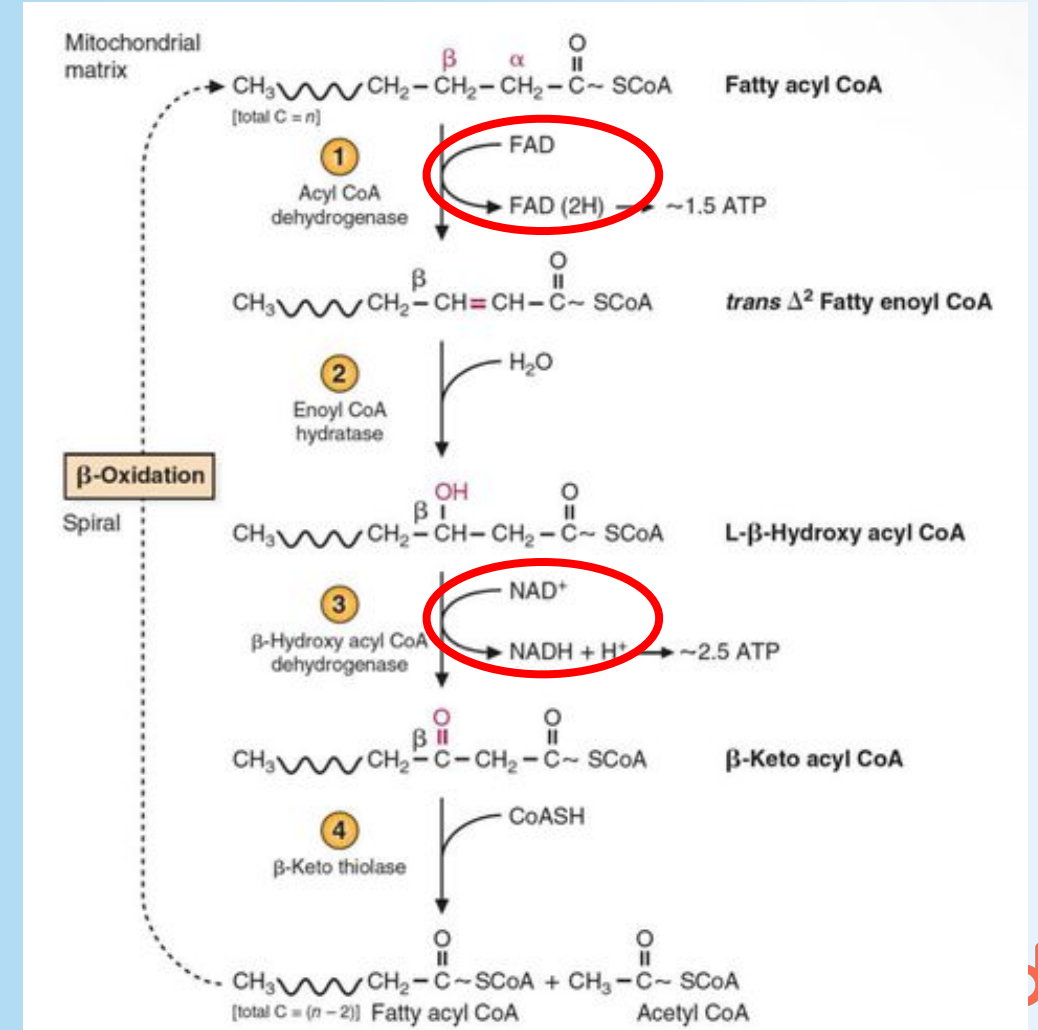 Mitochondrial
matrix
β α O
CH₃ CH₂ – CH₂ – CH₂ – C ~ SCoA Fatty acyl CoA
[total C = n]
1
FAD
Acyl CoA
dehydrogenase
FAD (2H) → ~1.5 ATP
β O
CH₃ CH₂ – CH = CH – C ~ SCoA trans Δ² Fatty enoyl CoA
2
H₂O
Enoyl CoA
hydratase
β-Oxidation
Spiral
β OH O
CH₃ CH₂ – CH – CH₂ – C ~ SCoA L-β-Hydroxy acyl CoA
3
NAD⁺
β-Hydroxy acyl CoA
dehydrogenase
NADH + H⁺ → ~2.5 ATP
β O O
CH₃ CH₂ – C – CH₂ – C ~ SCoA β-Keto acyl CoA
4
CoASH
β-Keto thiolase
O O
CH₃ CH₂ – C ~ SCoA + CH₃ – C ~ SCoA
[total C = (n – 2)] Fatty acyl CoA Acetyl CoA